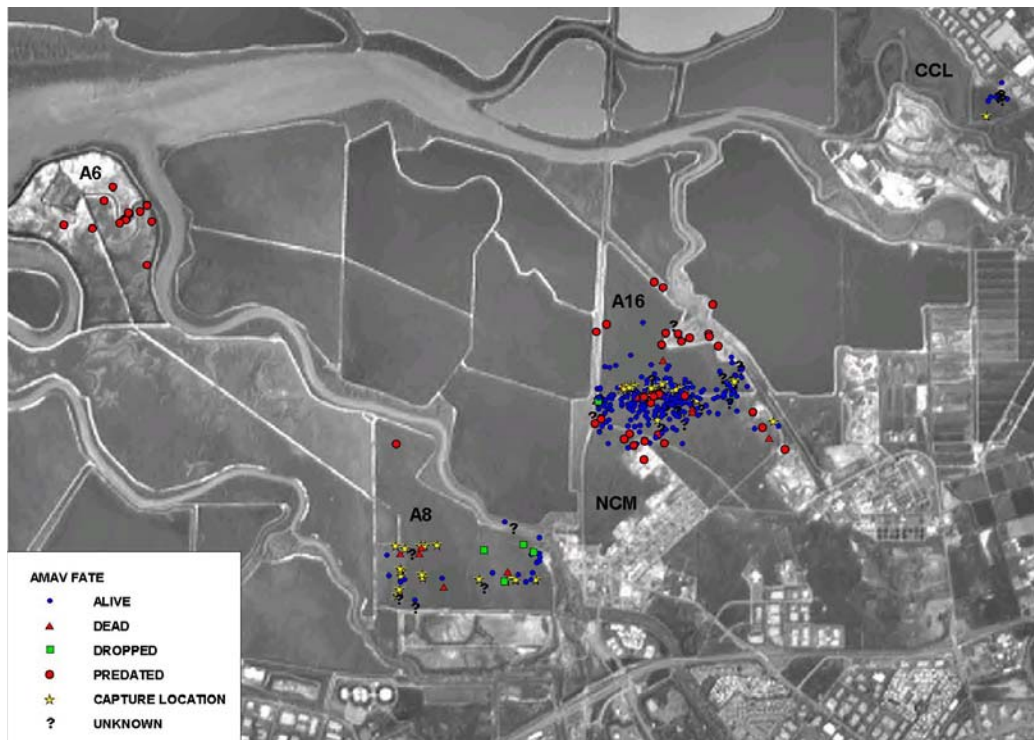 CCL
A6
A16
NCM
A8
AMAV FATE
ALIVE
DEAD
DROPPED
PREDATED
CAPTURE LOCATION
? UNKNOWN